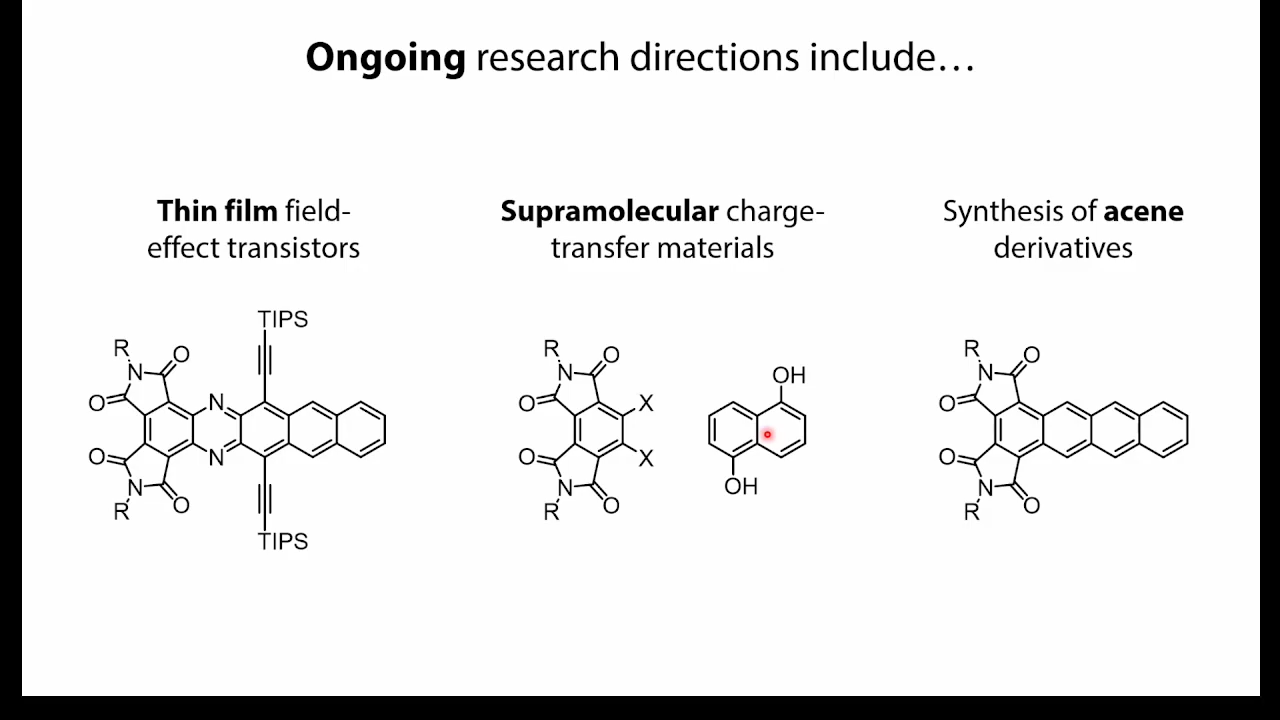 Ongoing research directions include…
Thin film field-
effect transistors
Supramolecular charge-
transfer materials
Synthesis of acene
derivatives
TIPS
R
N
O
O
N
N
O
O
N
R
TIPS
R
N
O
O
X
X
O
O
N
R
OH
OH
R
N
O
O
O
O
N
R